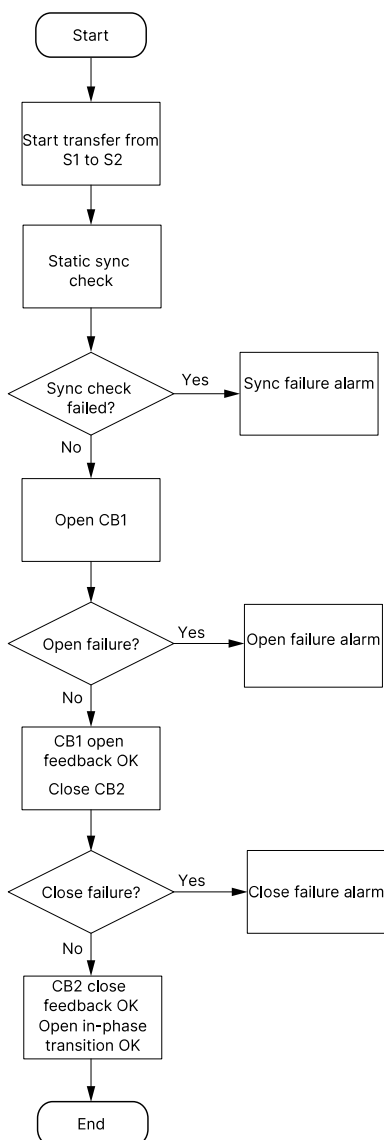 Start
Start transfer from
S1 to S2
Static sync
check
Sync check
failed?
Yes
Sync failure alarm
No
Open CB1
Open failure?
Yes
Open failure alarm
No
CB1 open
feedback OK
Close CB2
Close failure?
Yes
Close failure alarm
No
CB2 close
feedback OK
Open in-phase
transition OK
End